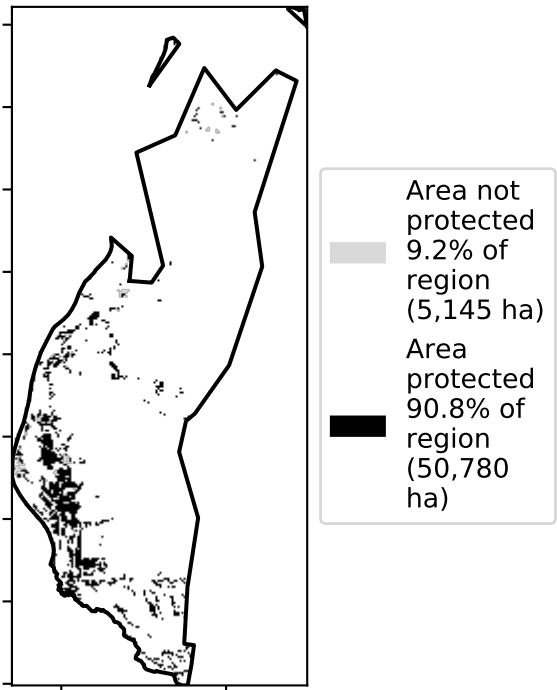 Area not
protected
9.2% of
region
(5,145 ha)
Area
protected
90.8% of
region
(50,780
ha)